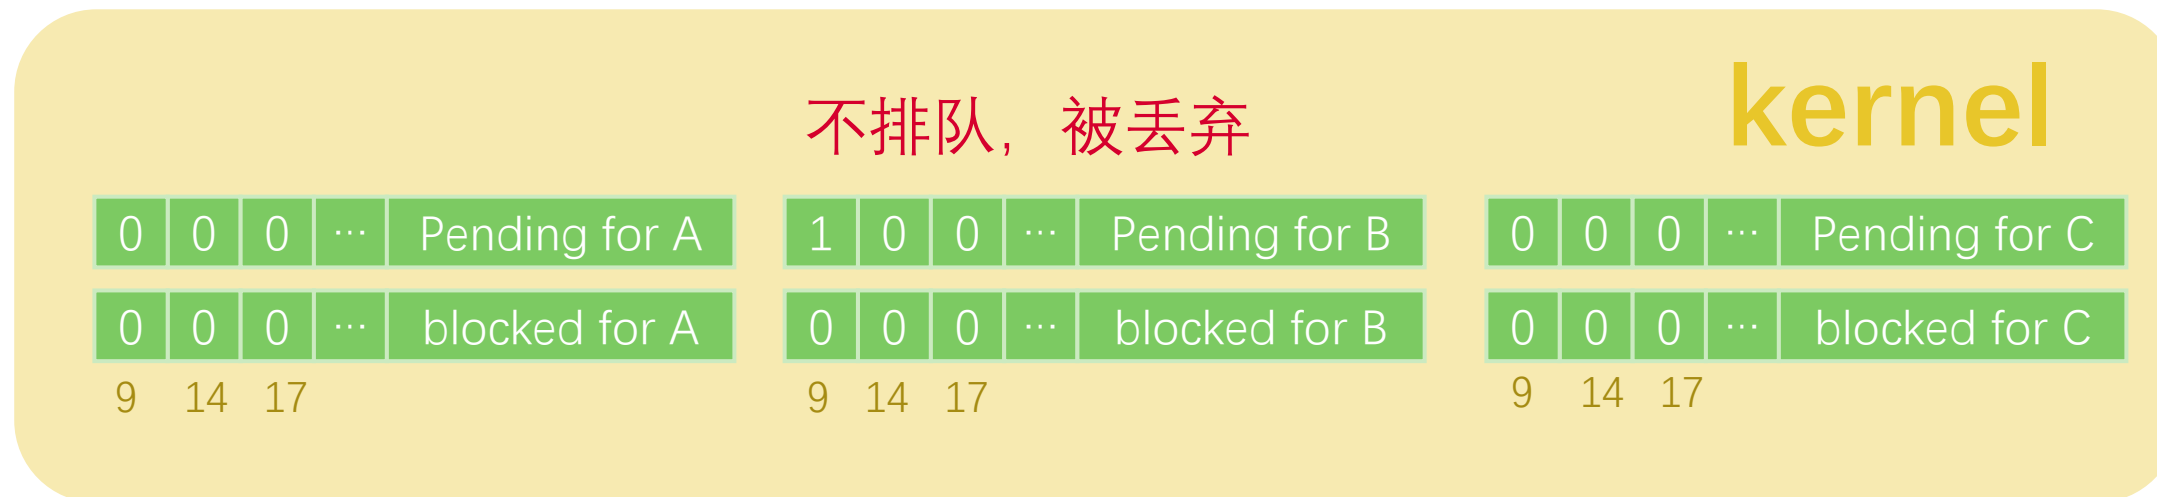 kernel
不排队，被丢弃
0 0 0 ... Pending for A
1 0 0 ... Pending for B
0 0 0 ... Pending for C
0 0 0 ... blocked for A
0 0 0 ... blocked for B
0 0 0 ... blocked for C
9 14 17
9 14 17
9 14 17